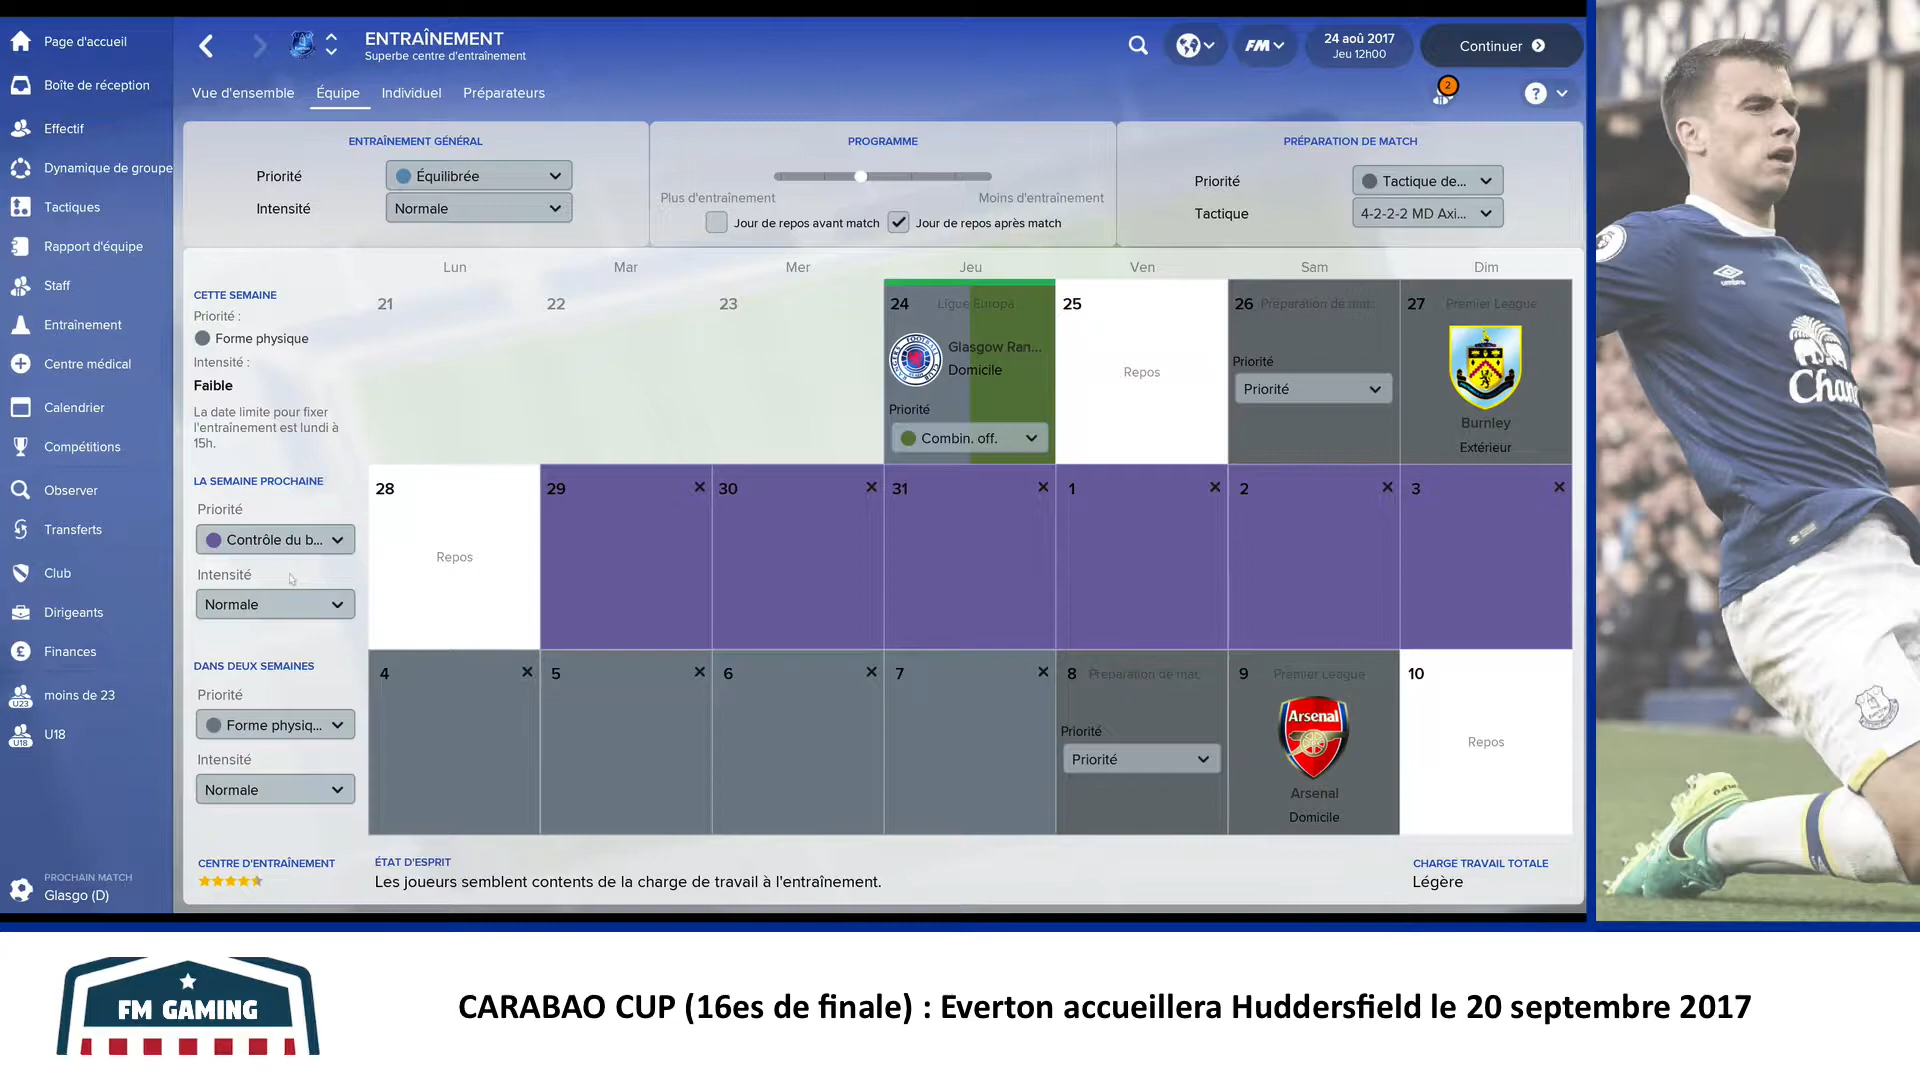 Page d'accueil
Boîte de réception
Effectif
Dynamique de groupe
Tactiques
Rapport d'équipe
Staff
Entraînement
Centre médical
Calendrier
Compétitions
Observer
Transferts
Club
Dirigeants
Finances
U23
moins de 23
U18
U18
PROCHAIN MATCH
Glasgo (D)
ENTRAÎNEMENT
Superbe centre d'entraînement
FM
24 aoû 2017
Jeu 12h00
Continuer
Vue d'ensemble
Équipe
Individuel
Préparateurs
2
?
ENTRAÎNEMENT GÉNÉRAL
Priorité
Équilibrée
Intensité
Normale
PROGRAMME
Plus d'entraînement
Moins d'entraînement
Jour de repos avant match
Jour de repos après match
PRÉPARATION DE MATCH
Priorité
Tactique de...
Tactique
4-2-2-2 MD Axi...
Lun
Mar
Mer
Jeu
Ven
Sam
Dim
CETTE SEMAINE
Priorité :
Forme physique
Intensité :
Faible
La date limite pour fixer
l'entraînement est lundi à
15h.
21
22
23
24 Ligue Europa
Glasgow Ran...
Domicile
Priorité
Combin. off.
25
Repos
26 Préparation de mat...
Priorité
Priorité
27 Premier League
Burnley
Extérieur
LA SEMAINE PROCHAINE
Priorité
Contrôle du b...
Intensité
Normale
28
Repos
29
30
31
1
2
3
DANS DEUX SEMAINES
Priorité
Forme physiq...
Intensité
Normale
4
5
6
7
8 Préparation de mat...
Priorité
Priorité
9 Premier League
Arsenal
Arsenal
Domicile
10
Repos
CENTRE D'ENTRAÎNEMENT
ÉTAT D'ESPRIT
Les joueurs semblent contents de la charge de travail à l'entraînement.
CHARGE TRAVAIL TOTALE
Légère
umbro
Chan
FM GAMING
CARABAO CUP (16es de finale) : Everton accueillera Huddersfield le 20 septembre 2017